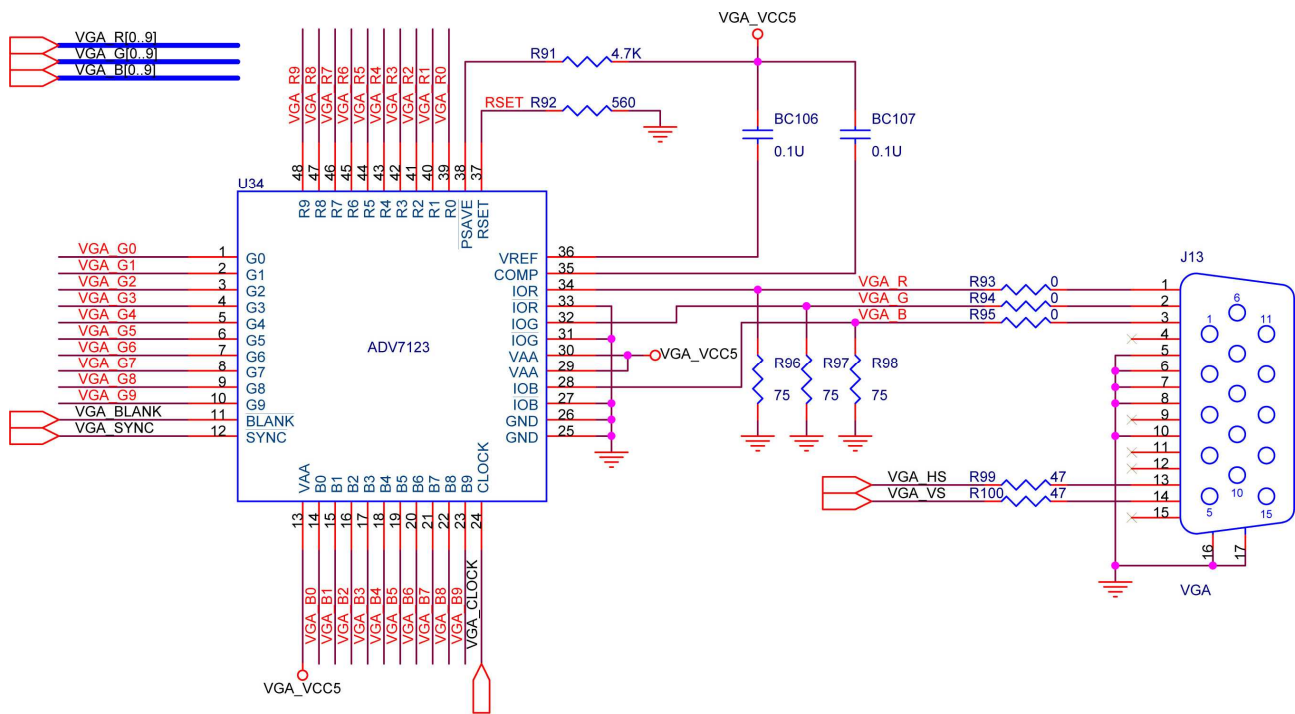 VGA_VCC5
VGA_R[0..9]
VGA_G[0..9]
VGA_B[0..9]
R91 4.7K
RSET R92 560
BC106
0.1U
BC107
0.1U
VGA_R9
VGA_R8
VGA_R7
VGA_R6
VGA_R5
VGA_R4
VGA_R3
VGA_R2
VGA_R1
VGA_R0
48
47
46
45
44
43
42
41
40
39
38
37
U34
R9
R8
R7
R6
R5
R4
R3
R2
R1
R0
PSAVE
RSET
VGA_G0 1 G0
VGA_G1 2 G1
VGA_G2 3 G2
VGA_G3 4 G3
VGA_G4 5 G4
VGA_G5 6 G5
VGA_G6 7 G6
VGA_G7 8 G7
VGA_G8 9 G8
VGA_G9 10 G9
VGA_BLANK 11 BLANK
VGA_SYNC 12 SYNC
ADV7123
VREF 36
COMP 35
IOR 34
IOR 33
IOG 32
IOG 31
VAA 30
VAA 29
IOB 28
IOB 27
GND 26
GND 25
VGA_VCC5
VGA_R R93 0
VGA_G R94 0
VGA_B R95 0
R96
75
R97
75
R98
75
VGA_HS R99 47
VGA_VS R100 47
J13
1
2
3
4
5
6
7
8
9
10
11
12
13
14
15
6
1
11
10
5
15
16
17
VGA
VAA
B0
B1
B2
B3
B4
B5
B6
B7
B8
B9
CLOCK
13
14
15
16
17
18
19
20
21
22
23
24
VGA_B0
VGA_B1
VGA_B2
VGA_B3
VGA_B4
VGA_B5
VGA_B6
VGA_B7
VGA_B8
VGA_B9
VGA_CLOCK
VGA_VCC5